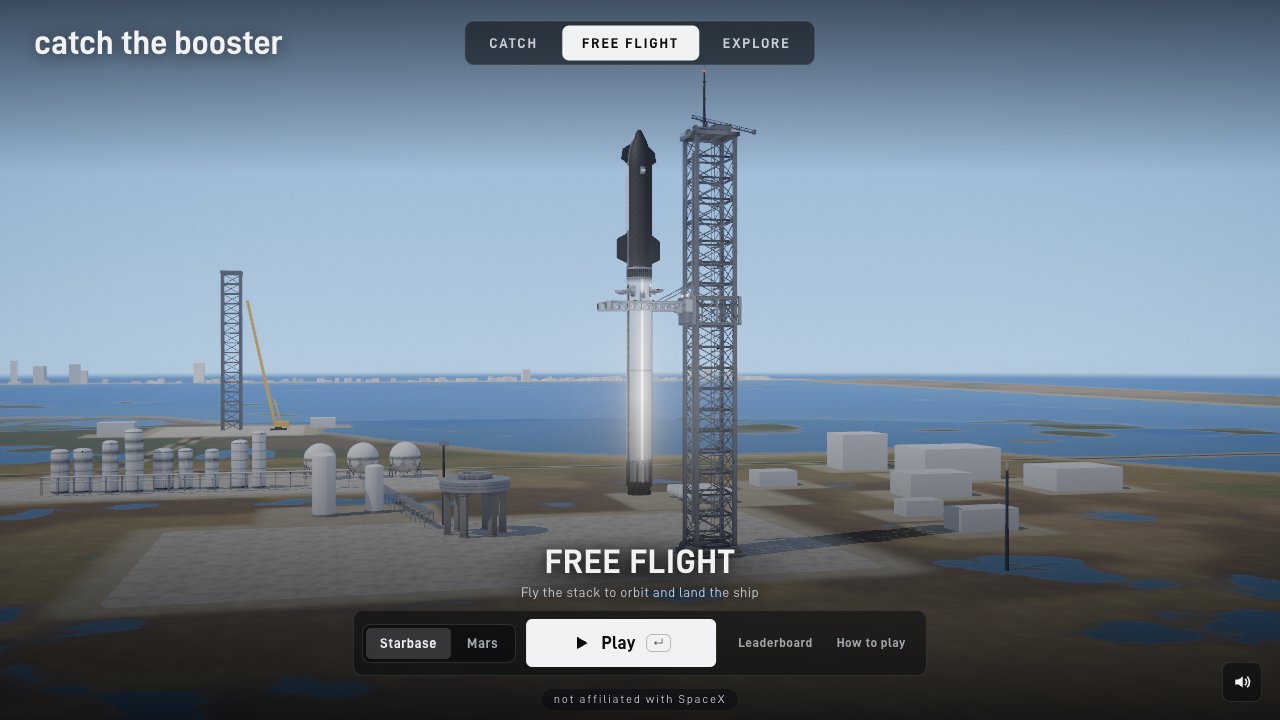 catch the booster
CATCH FREE FLIGHT EXPLORE
FREE FLIGHT
Fly the stack to orbit and land the ship
Starbase Mars Play Leaderboard How to play
not affiliated with SpaceX